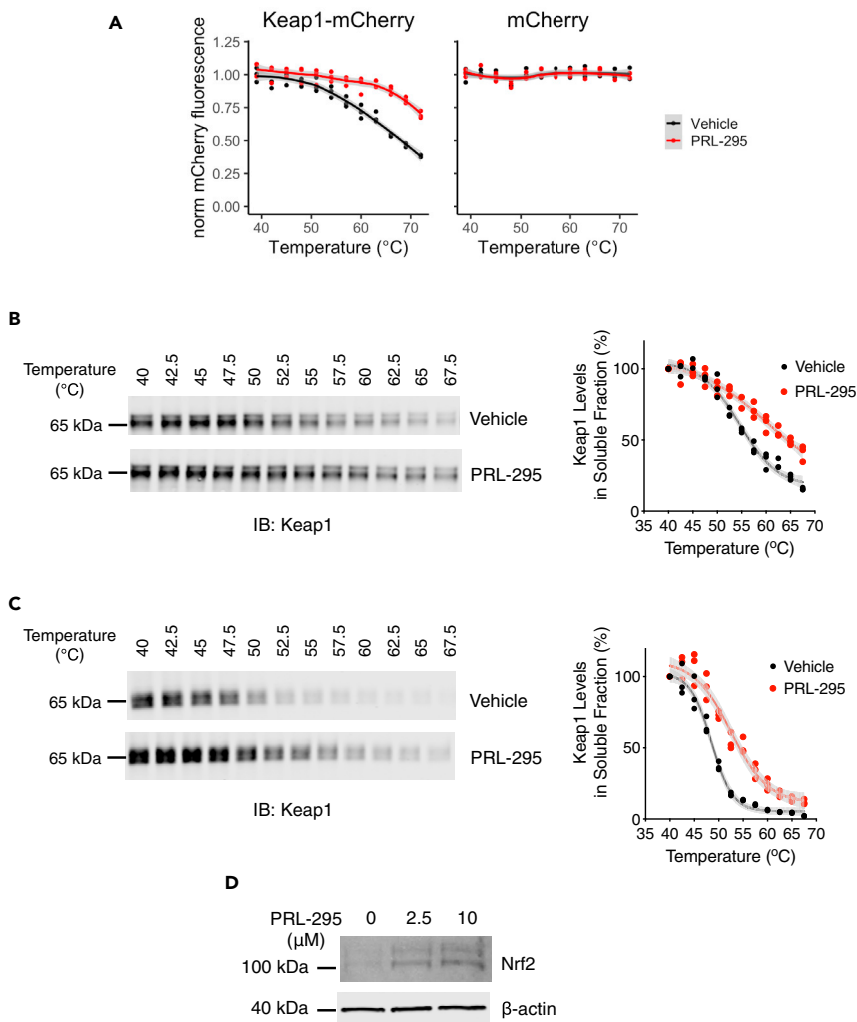 A
Keap1-mCherry
mCherry
norm mCherry fluorescence
1.25
1.00
0.75
0.50
0.25
0.00
40 50 60 70
40 50 60 70
Temperature (°C)
Temperature (°C)
Vehicle
PRL-295
B
Temperature
(°C)
40 42.5 45 47.5 50 52.5 55 57.5 60 62.5 65 67.5
65 kDa
Vehicle
65 kDa
PRL-295
IB: Keap1
Keap1 Levels
in Soluble Fraction (%)
100
50
0
35 40 45 50 55 60 65 70
Temperature (ºC)
Vehicle
PRL-295
C
Temperature
(°C)
40 42.5 45 47.5 50 52.5 55 57.5 60 62.5 65 67.5
65 kDa
Vehicle
65 kDa
PRL-295
IB: Keap1
Keap1 Levels
in Soluble Fraction (%)
100
50
0
35 40 45 50 55 60 65 70
Temperature (ºC)
Vehicle
PRL-295
D
PRL-295 0 2.5 10
(µM)
100 kDa
Nrf2
40 kDa
β-actin